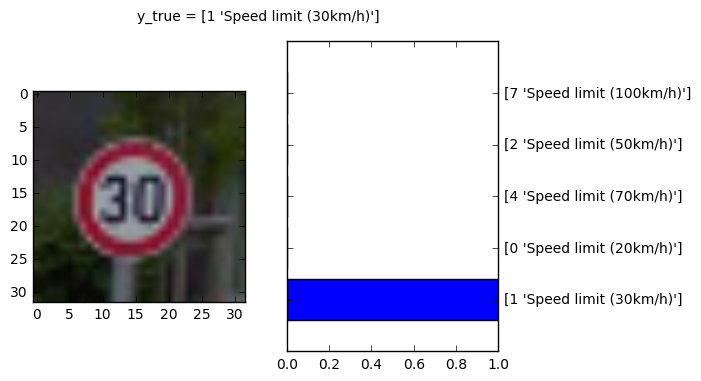 y_true = [1 'Speed limit (30km/h)']
0
5
10
15
20
25
30
0 5 10 15 20 25 30
30
[7 'Speed limit (100km/h)']
[2 'Speed limit (50km/h)']
[4 'Speed limit (70km/h)']
[0 'Speed limit (20km/h)']
[1 'Speed limit (30km/h)']
0.0 0.2 0.4 0.6 0.8 1.0